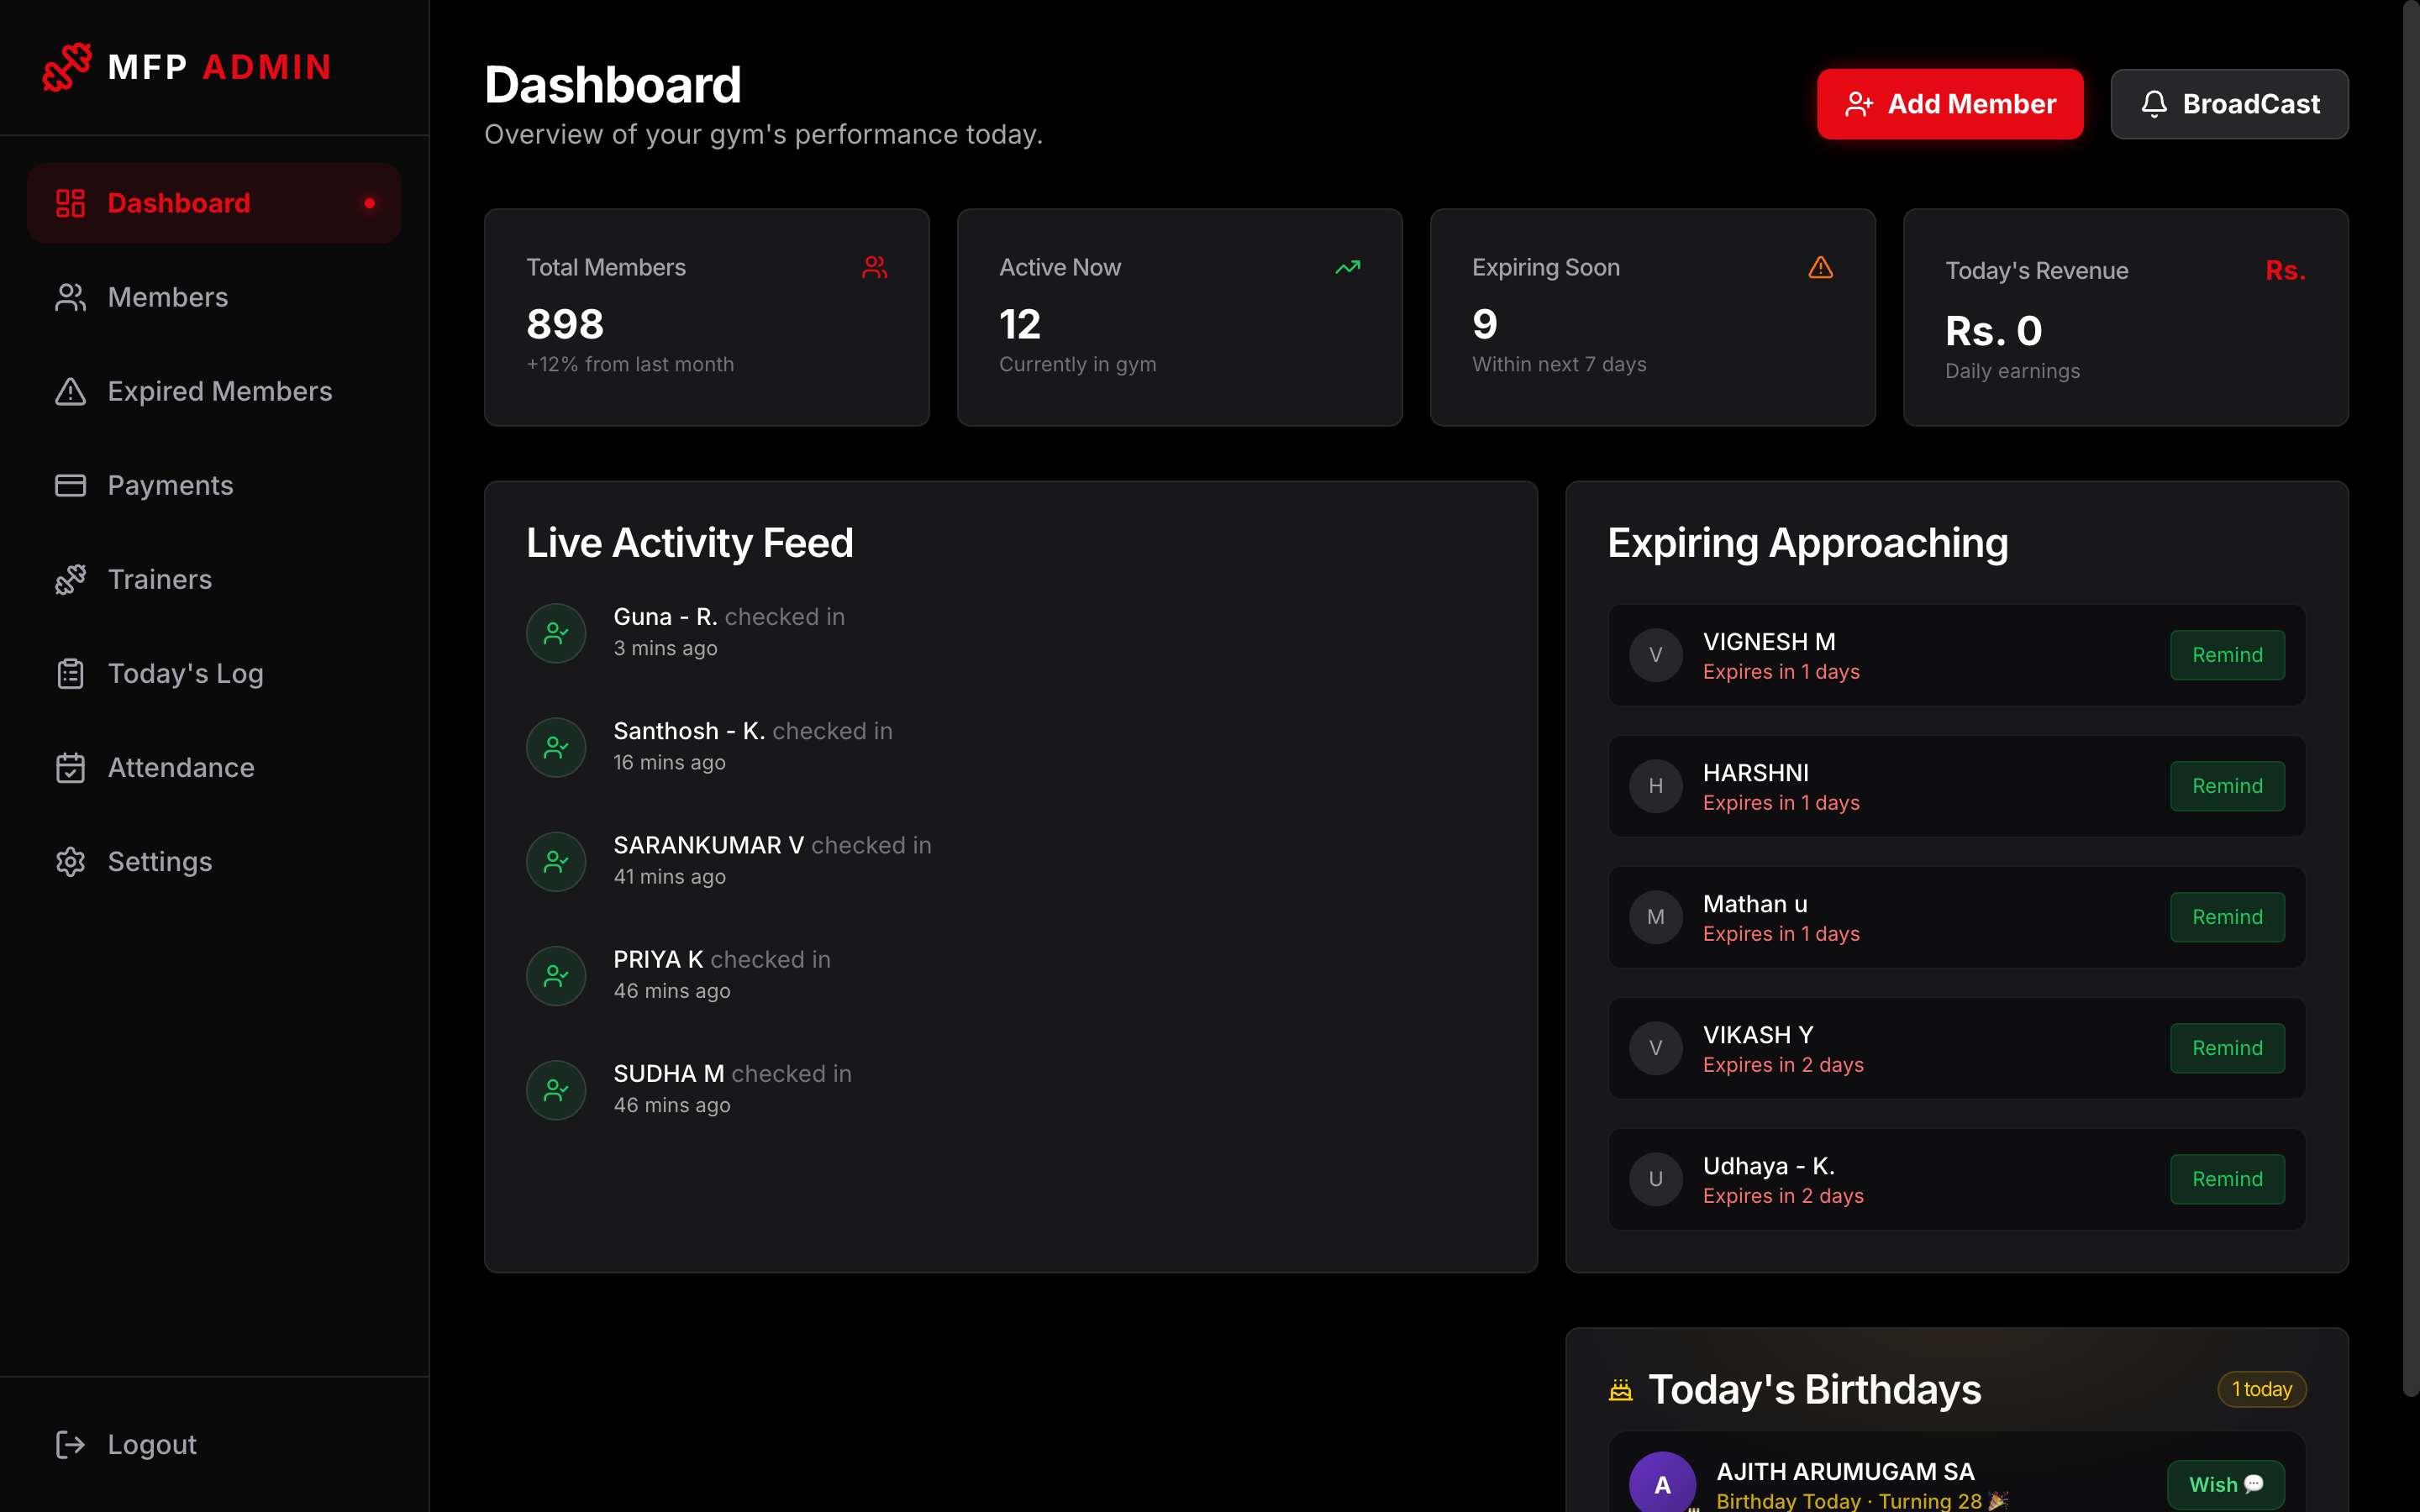 MFP ADMIN
Dashboard
Members
Expired Members
Payments
Trainers
Today's Log
Attendance
Settings
Logout
Dashboard
Overview of your gym's performance today.
Add Member
BroadCast
Total Members
898
+12% from last month
Active Now
12
Currently in gym
Expiring Soon
9
Within next 7 days
Today's Revenue
Rs.
Rs. 0
Daily earnings
Live Activity Feed
Guna - R. checked in
3 mins ago
Santhosh - K. checked in
16 mins ago
SARANKUMAR V checked in
41 mins ago
PRIYA K checked in
46 mins ago
SUDHA M checked in
46 mins ago
Expiring Approaching
V
VIGNESH M
Expires in 1 days
Remind
H
HARSHNI
Expires in 1 days
Remind
M
Mathan u
Expires in 1 days
Remind
V
VIKASH Y
Expires in 2 days
Remind
U
Udhaya - K.
Expires in 2 days
Remind
Today's Birthdays
1 today
A
AJITH ARUMUGAM SA
Birthday Today · Turning 28 🎉
Wish 💬